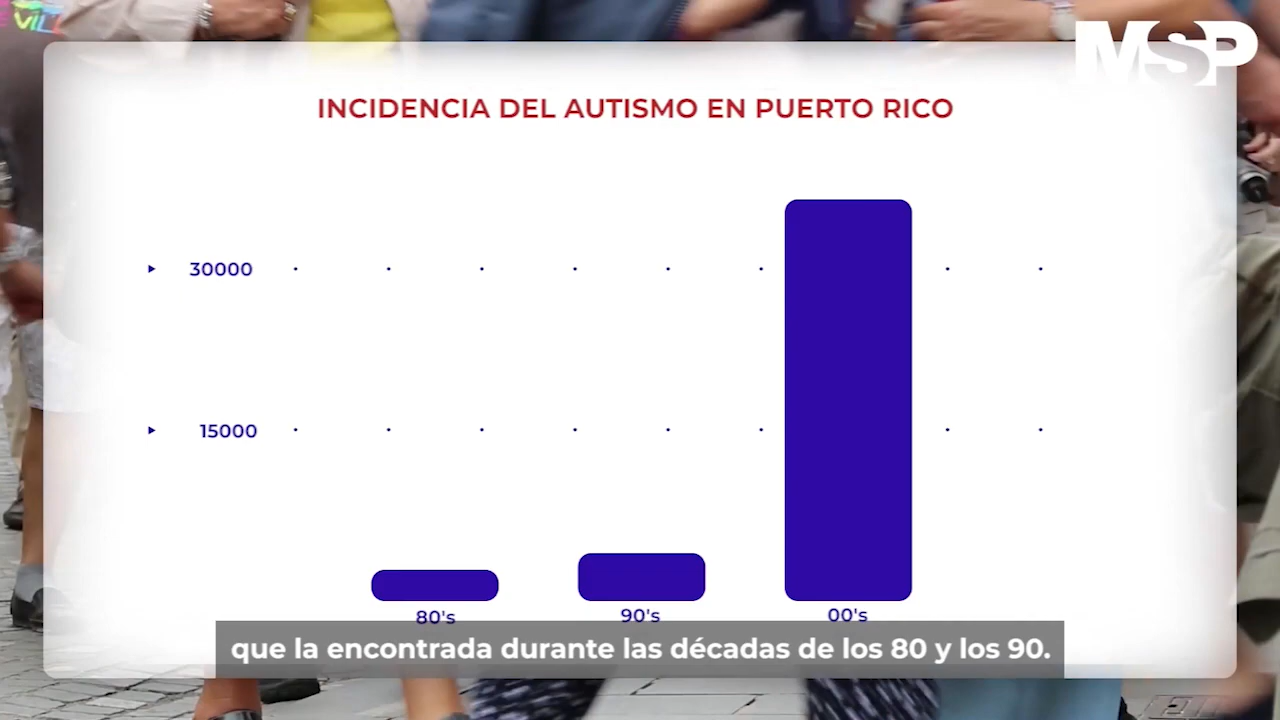 MSP
INCIDENCIA DEL AUTISMO EN PUERTO RICO
30000
15000
80's
90's
00's
que la encontrada durante las décadas de los 80 y los 90.